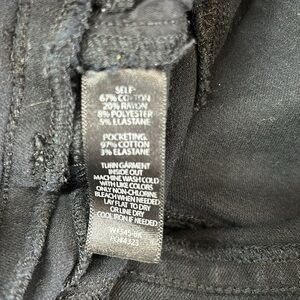 SELF:
67% COTTON
20% RAYON
8% POLYESTER
5% ELASTANE
POCKETING:
97% COTTON
3% ELASTANE
TURN GARMENT
INSIDE OUT
MACHINE WASH COLD
WITH LIKE COLORS
ONLY NON-CHLORINE
BLEACH WHEN NEEDED
LAY FLAT TO DRY
OR LINE DRY
COOL IRON IF NEEDED